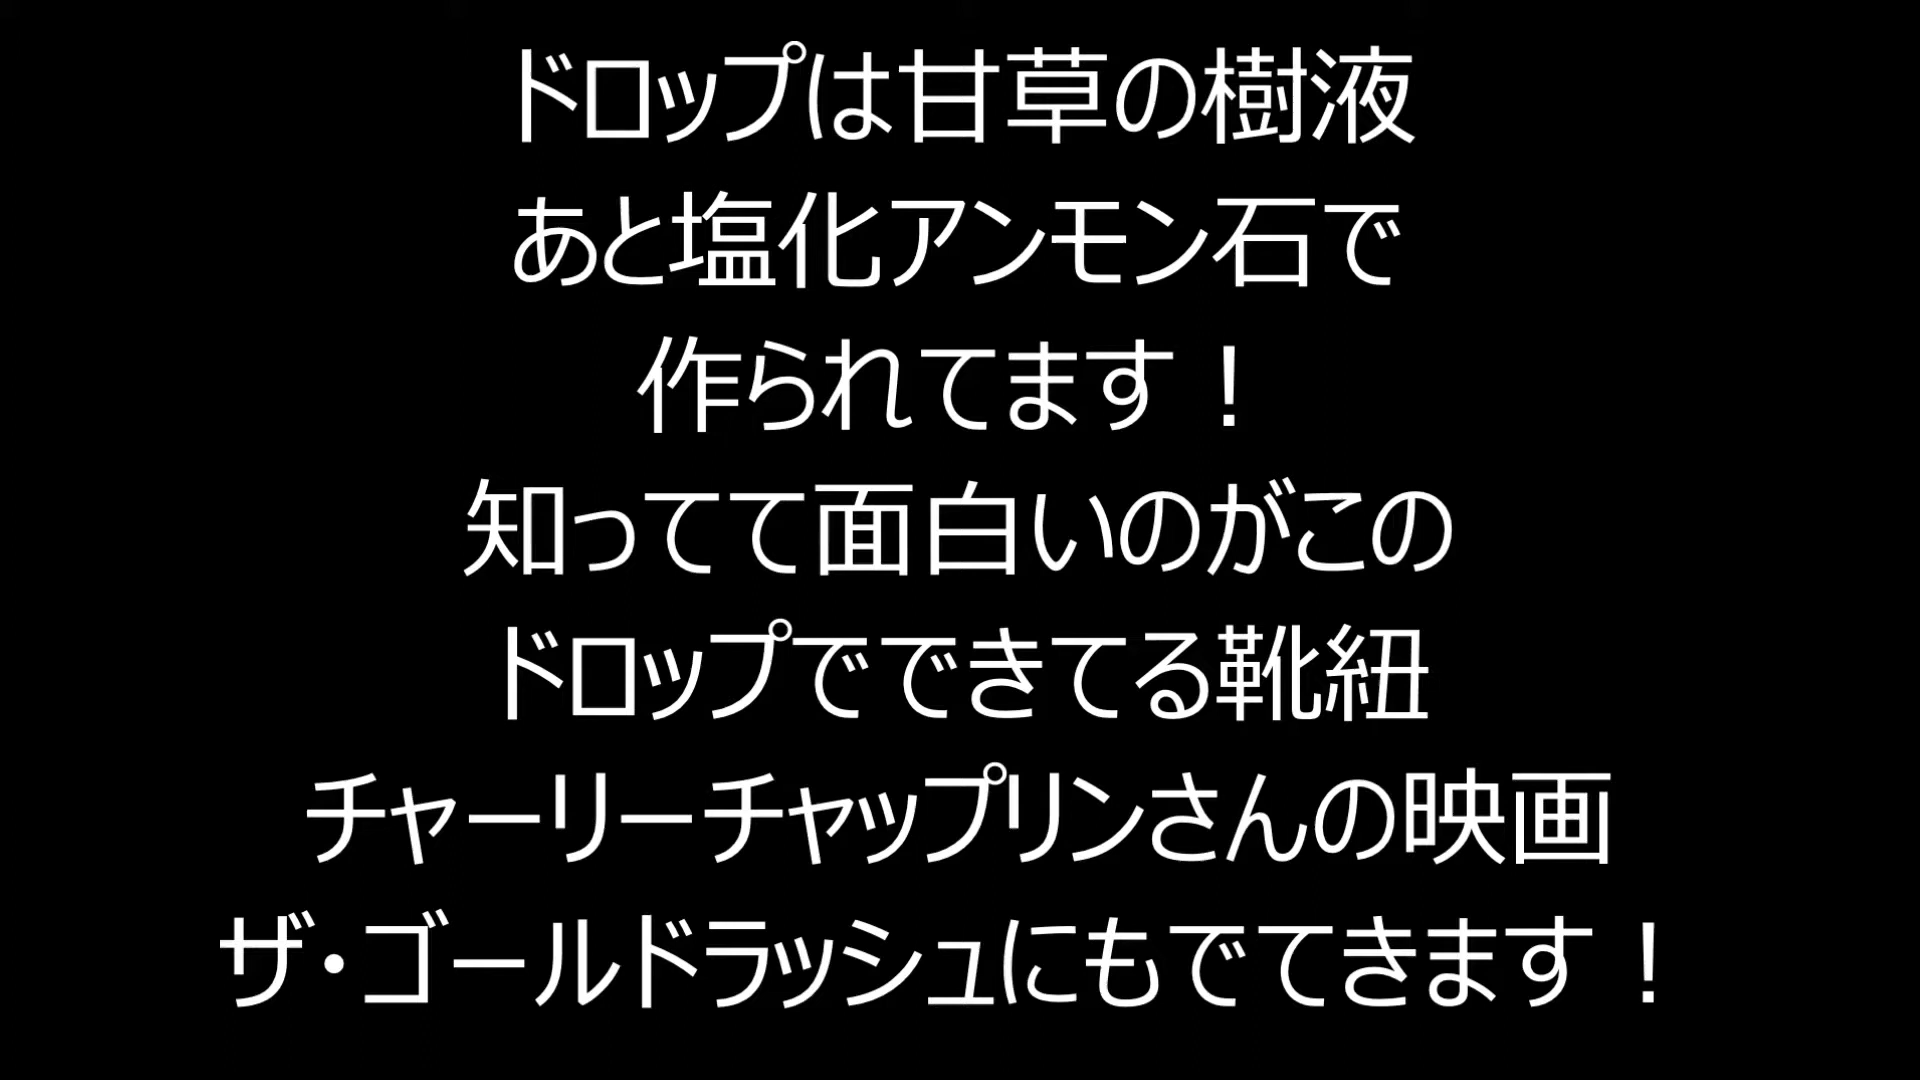 ドロップは甘草の樹液
あと塩化アンモン石で
作られてます！
知ってて面白いのがこの
ドロップでできてる靴紐
チャーリーチャップリンさんの映画
ザ・ゴールドラッシュにもでてきます！